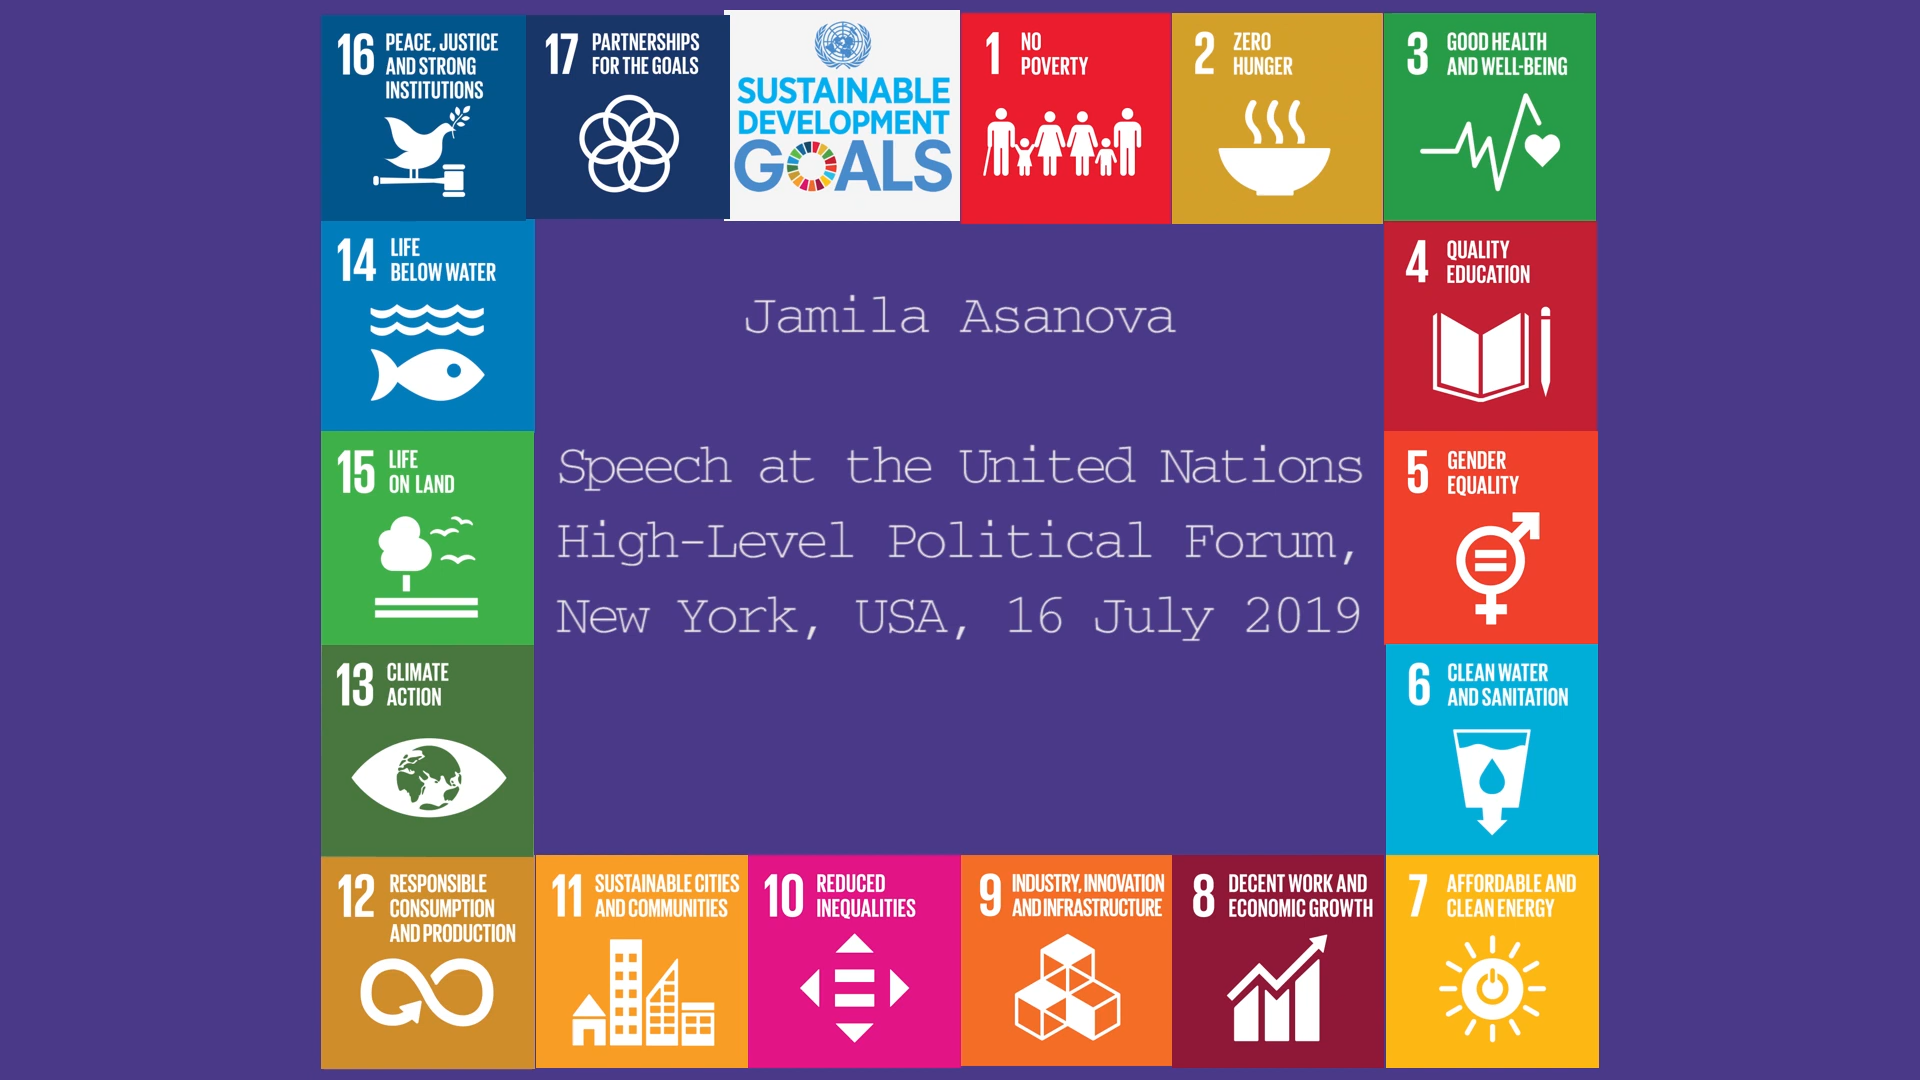 16 PEACE, JUSTICE
AND STRONG
INSTITUTIONS
17 PARTNERSHIPS
FOR THE GOALS
SUSTAINABLE
DEVELOPMENT
GOALS
1 NO
POVERTY
2 ZERO
HUNGER
3 GOOD HEALTH
AND WELL-BEING
14 LIFE
BELOW WATER
4 QUALITY
EDUCATION
Jamila Asanova
15 LIFE
ON LAND
Speech at the United Nations
High-Level Political Forum,
New York, USA, 16 July 2019
5 GENDER
EQUALITY
13 CLIMATE
ACTION
6 CLEAN WATER
AND SANITATION
12 RESPONSIBLE
CONSUMPTION
AND PRODUCTION
11 SUSTAINABLE CITIES
AND COMMUNITIES
10 REDUCED
INEQUALITIES
9 INDUSTRY, INNOVATION
AND INFRASTRUCTURE
8 DECENT WORK AND
ECONOMIC GROWTH
7 AFFORDABLE AND
CLEAN ENERGY